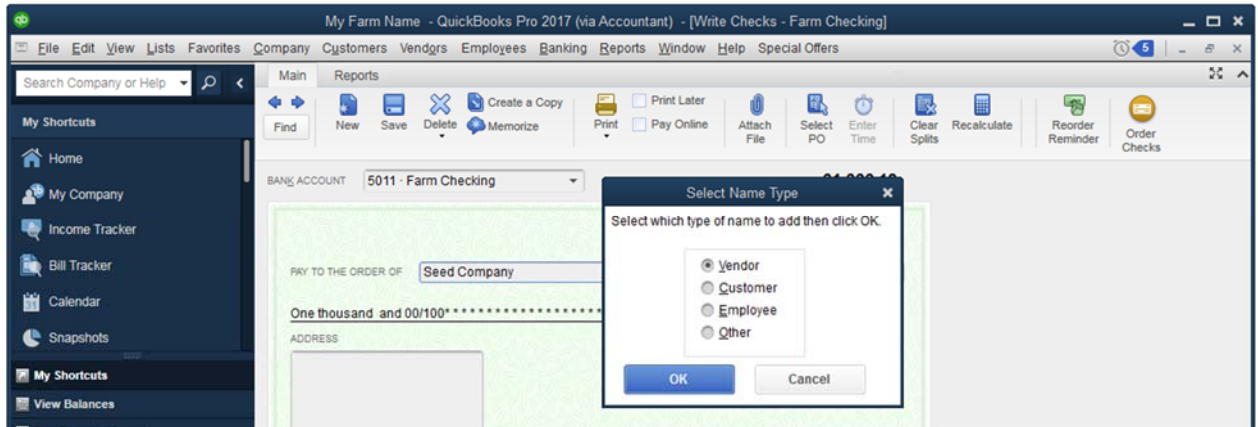 qb
My Farm Name - QuickBooks Pro 2017 (via Accountant) - [Write Checks - Farm Checking]
File Edit View Lists Favorites Company Customers Vendors Employees Banking Reports Window Help Special Offers 5
Search Company or Help
Main Reports
My Shortcuts
Find New Save Delete Create a Copy Memorize Print Print Later Pay Online Attach File Select PO Enter Time Clear Splits Recalculate Reorder Reminder Order Checks
Home
My Company
Income Tracker
Bill Tracker
Calendar
Snapshots
My Shortcuts
View Balances
BANK ACCOUNT 5011 · Farm Checking
PAY TO THE ORDER OF Seed Company
One thousand and 00/100* * * * * * * * * * * * * * * * * * * *
ADDRESS
Select Name Type
Select which type of name to add then click OK.
Vendor
Customer
Employee
Other
OK Cancel